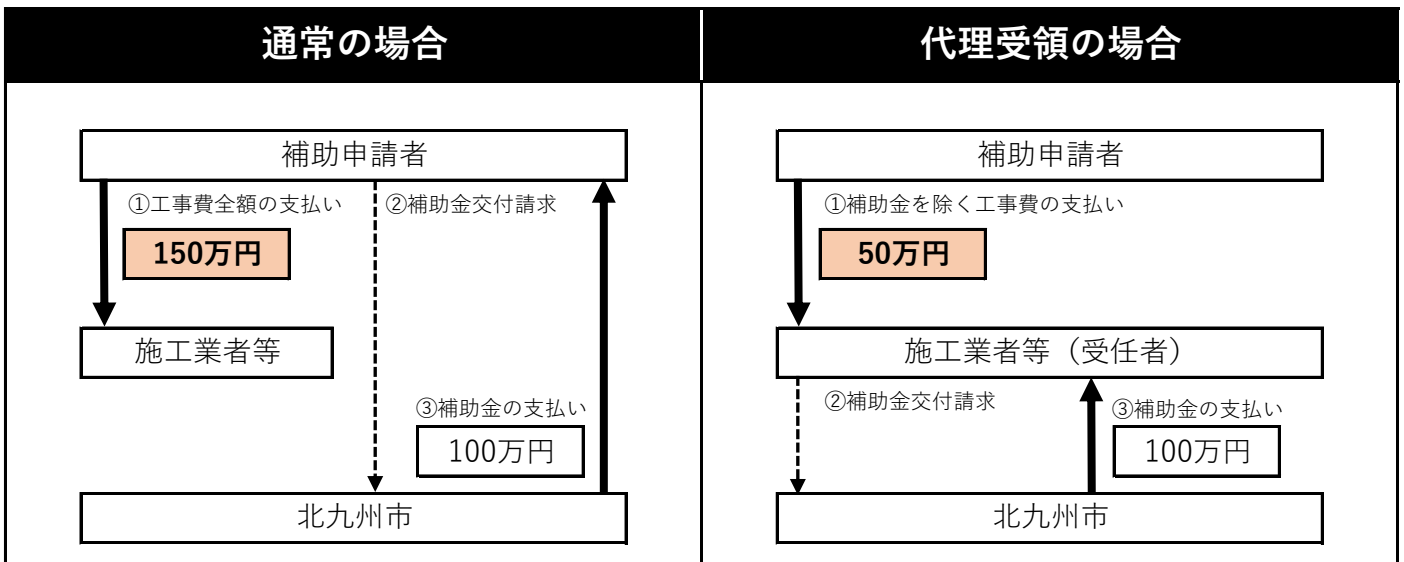 通常の場合
補助申請者
①工事費全額の支払い
②補助金交付請求
150万円
施工業者等
③補助金の支払い
100万円
北九州市
代理受領の場合
補助申請者
①補助金を除く工事費の支払い
50万円
施工業者等（受任者）
②補助金交付請求
③補助金の支払い
100万円
北九州市